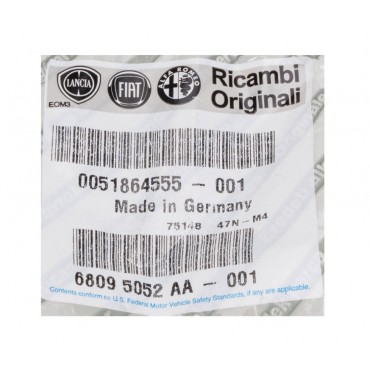 LANCIA FIAT ALFA ROMEO Ricambi
Originali
EOM3
0051864555 - 001
Made in Germany
75148 47N-M4
6809 5052 AA - 001
Contents conform to U.S. Federal Motor Vehicle Safety Standards, if any are applicable.